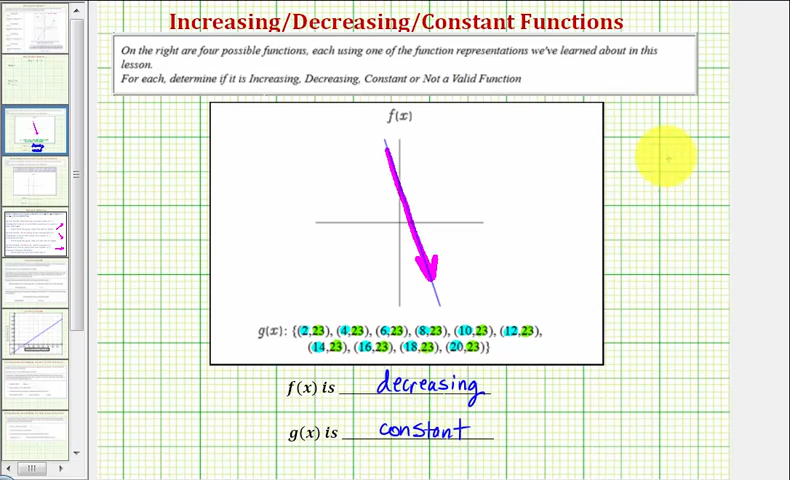 Increasing/Decreasing/Constant Functions
On the right are four possible functions, each using one of the function representations we've learned about in this
lesson.
For each, determine if it is Increasing, Decreasing, Constant or Not a Valid Function
f(x)
g(x): {(2,23), (4,23), (6,23), (8,23), (10,23), (12,23),
(14,23), (16,23), (18,23), (20,23)}
f(x) is decreasing
g(x) is constant